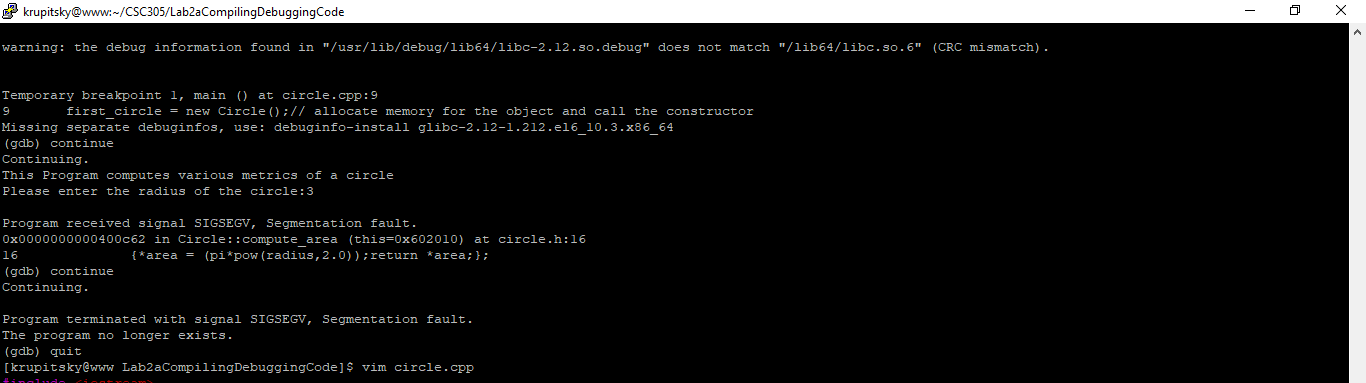 krupitsky@www:~/CSC305/Lab2aCompilingDebuggingCode
warning: the debug information found in "/usr/lib/debug/lib64/libc-2.12.so.debug" does not match "/lib64/libc.so.6" (CRC mismatch).
Temporary breakpoint 1, main () at circle.cpp:9
9       first_circle = new Circle();// allocate memory for the object and call the constructor
Missing separate debuginfos, use: debuginfo-install glibc-2.12-1.212.el6_10.3.x86_64
(gdb) continue
Continuing.
This Program computes various metrics of a circle
Please enter the radius of the circle:3
Program received signal SIGSEGV, Segmentation fault.
0x0000000000400c62 in Circle::compute_area (this=0x602010) at circle.h:16
16              {*area = (pi*pow(radius,2.0));return *area;};
(gdb) continue
Continuing.
Program terminated with signal SIGSEGV, Segmentation fault.
The program no longer exists.
(gdb) quit
[krupitsky@www Lab2aCompilingDebuggingCode]$ vim circle.cpp
#include <iostream>